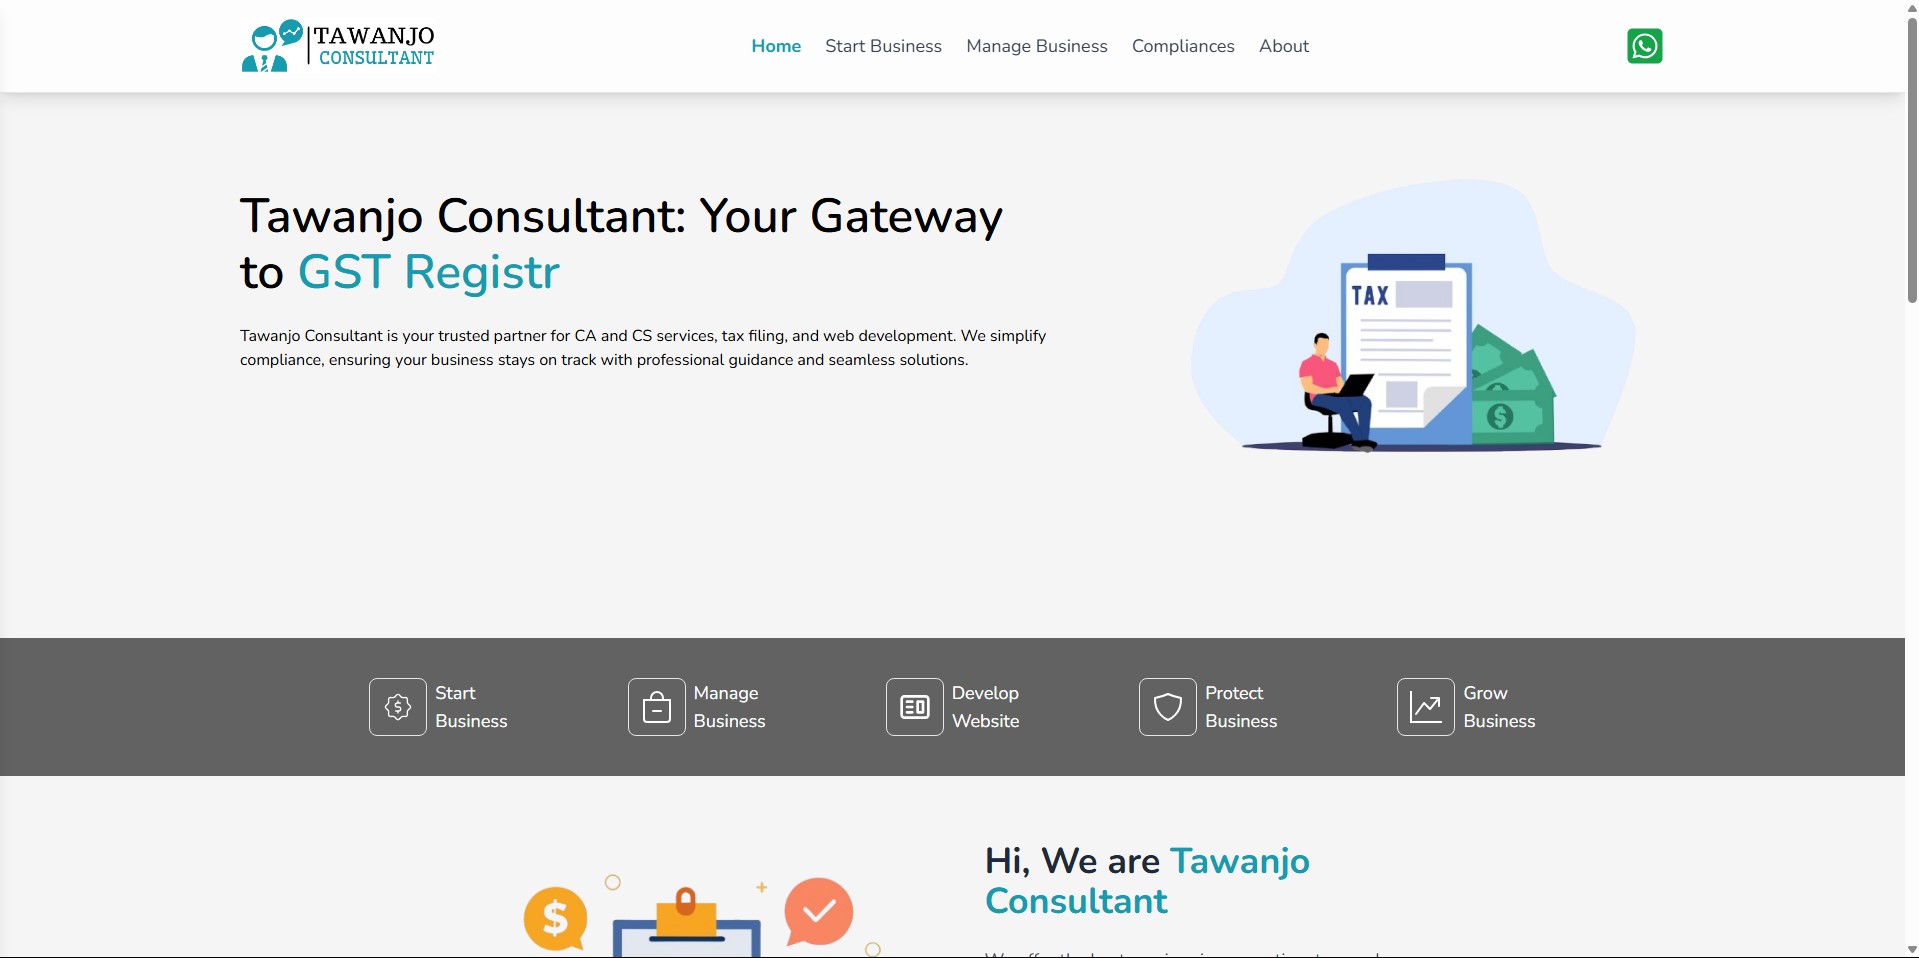 TAWANJO
CONSULTANT
Home
Start Business
Manage Business
Compliances
About
Tawanjo Consultant: Your Gateway
to GST Registr
Tawanjo Consultant is your trusted partner for CA and CS services, tax filing, and web development. We simplify
compliance, ensuring your business stays on track with professional guidance and seamless solutions.
TAX
Start
Business
Manage
Business
Develop
Website
Protect
Business
Grow
Business
Hi, We are Tawanjo
Consultant